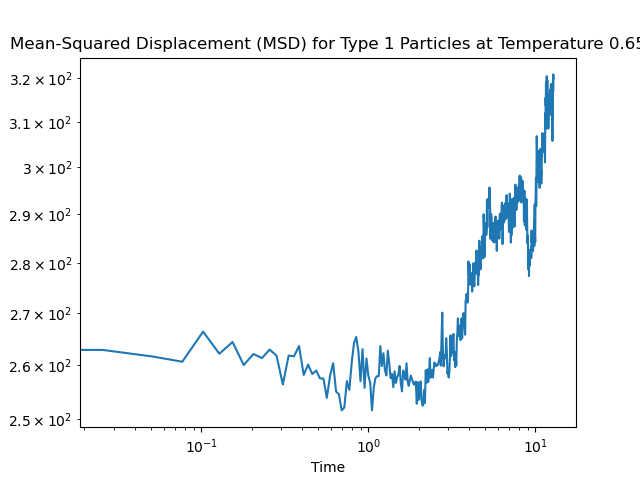 Mean-Squared Displacement (MSD) for Type 1 Particles at Temperature 0.65
3.2 × 10²
3.1 × 10²
3 × 10²
2.9 × 10²
2.8 × 10²
2.7 × 10²
2.6 × 10²
2.5 × 10²
10⁻¹ 10⁰ 10¹
Time